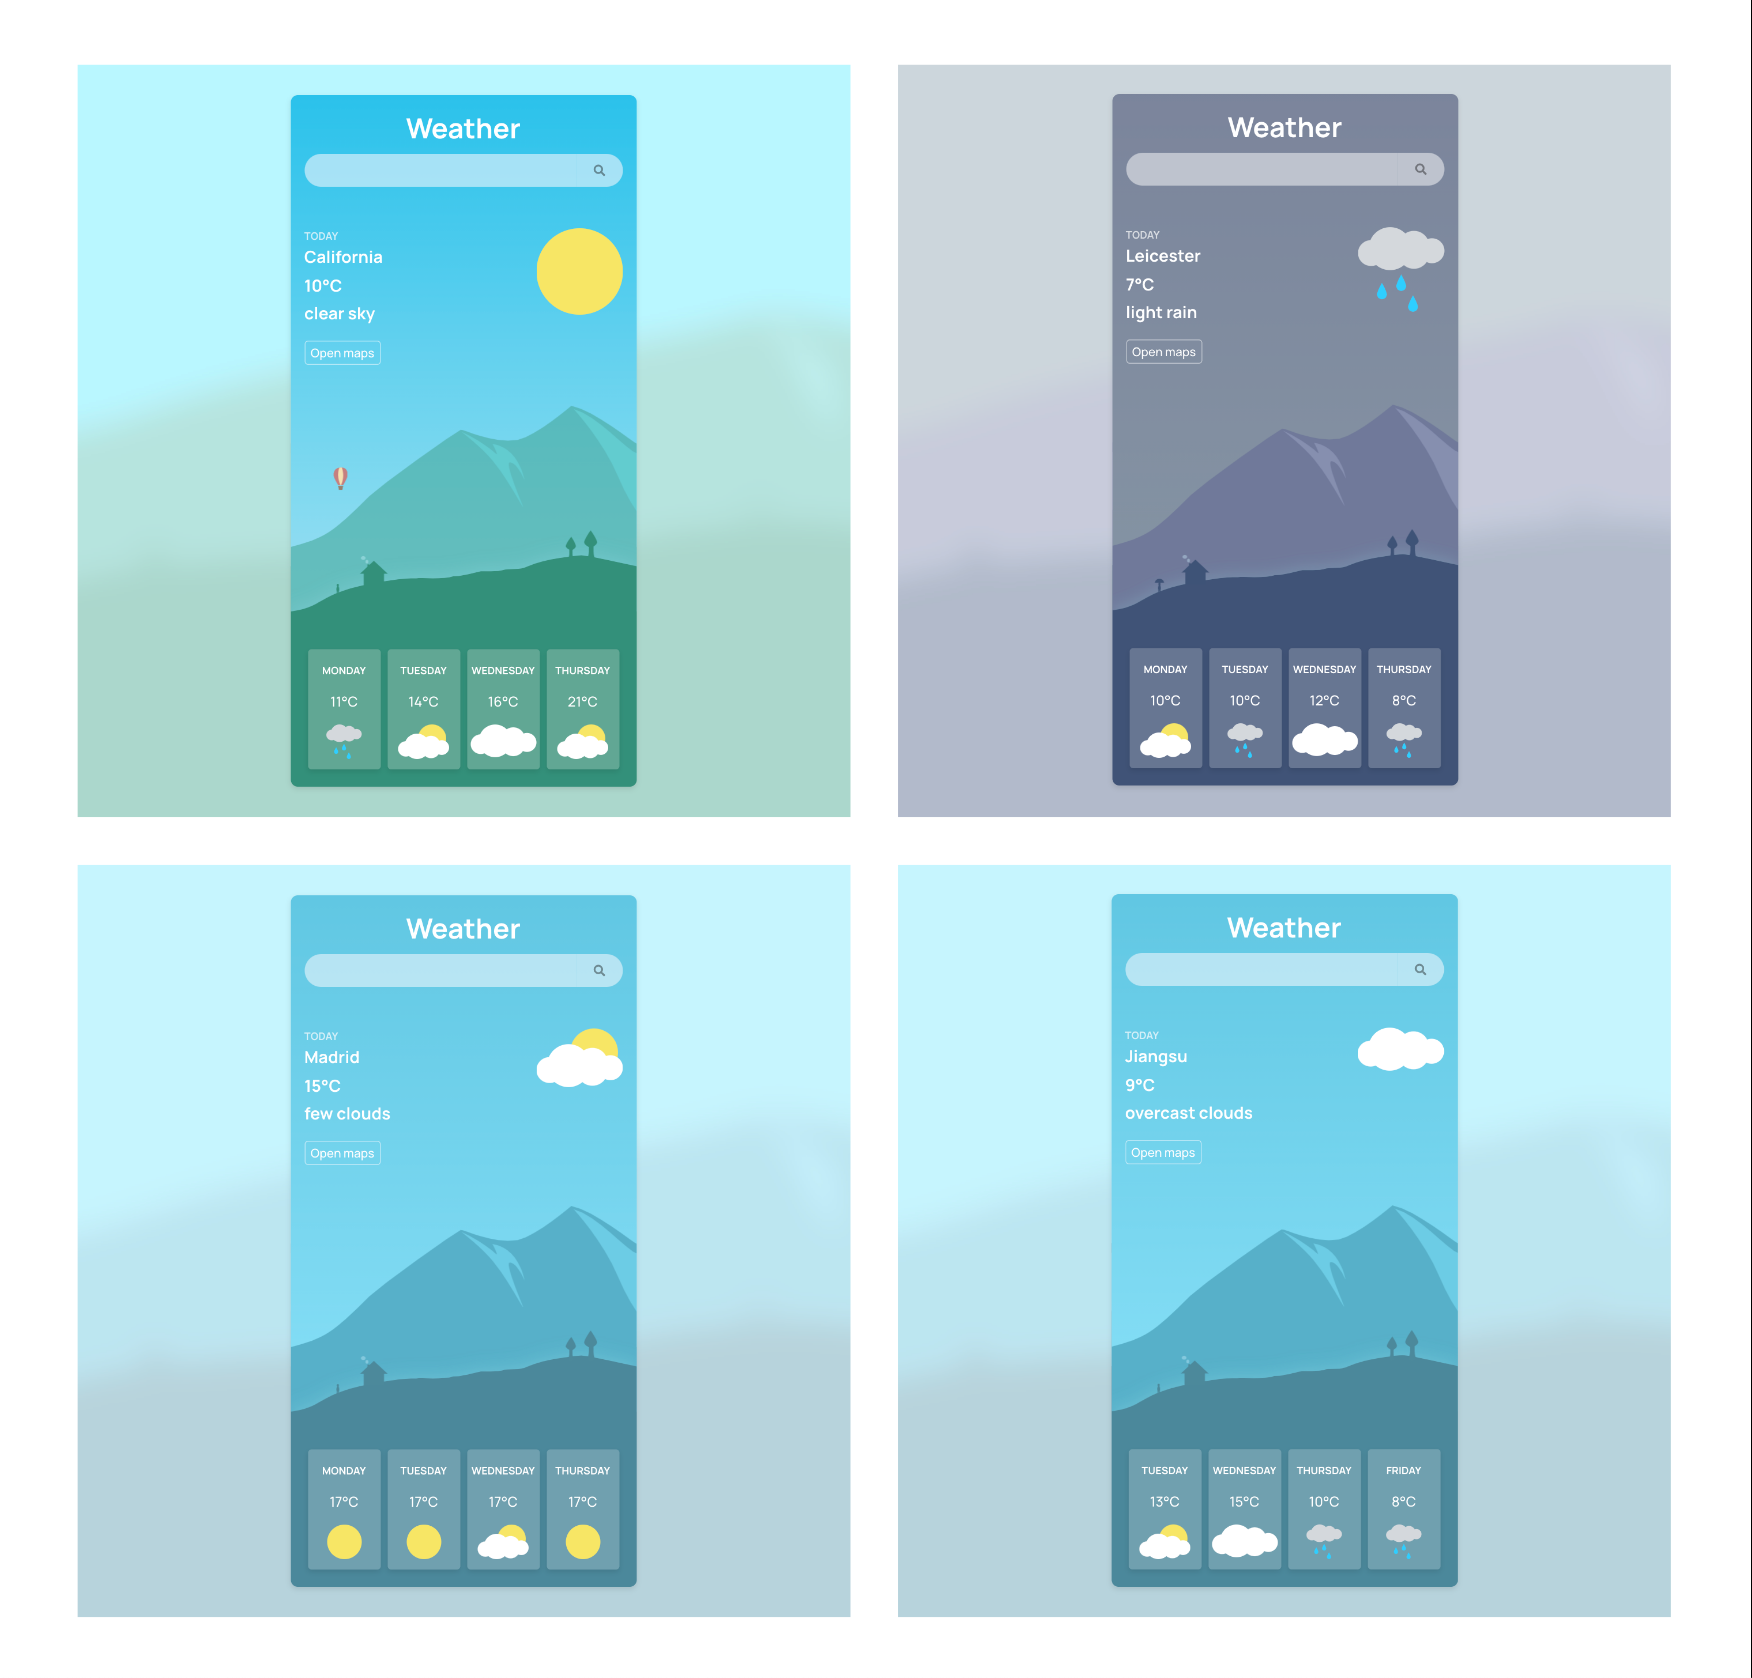 Weather
TODAY
California
10°C
clear sky
Open maps
MONDAY TUESDAY WEDNESDAY THURSDAY
11°C 14°C 16°C 21°C
Weather
TODAY
Leicester
7°C
light rain
Open maps
MONDAY TUESDAY WEDNESDAY THURSDAY
10°C 10°C 12°C 8°C
Weather
TODAY
Madrid
15°C
few clouds
Open maps
MONDAY TUESDAY WEDNESDAY THURSDAY
17°C 17°C 17°C 17°C
Weather
TODAY
Jiangsu
9°C
overcast clouds
Open maps
TUESDAY WEDNESDAY THURSDAY FRIDAY
13°C 15°C 10°C 8°C